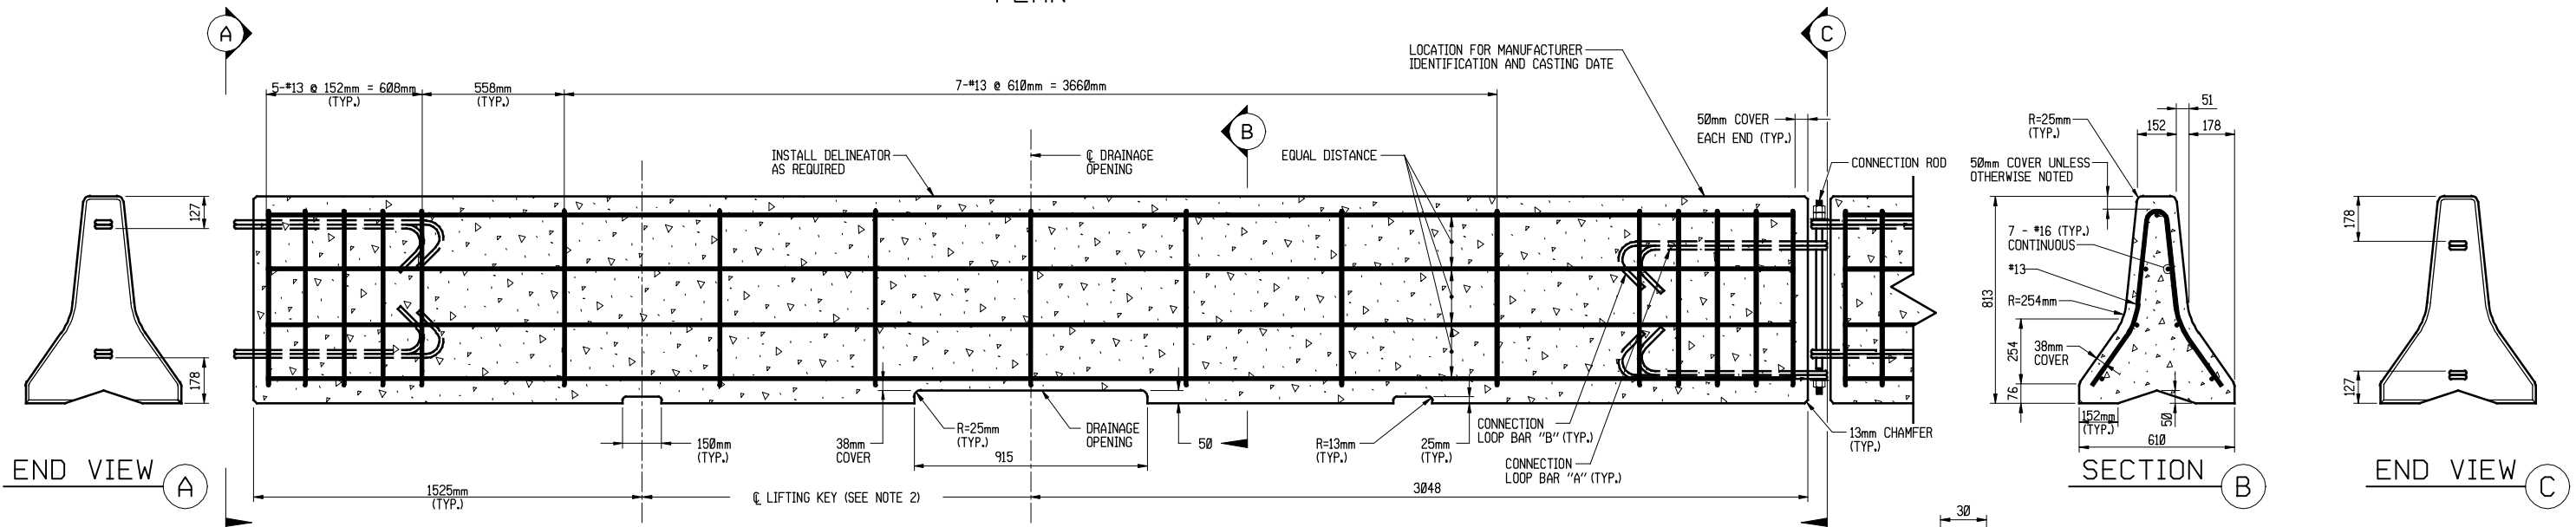 A
C
LOCATION FOR MANUFACTURER
IDENTIFICATION AND CASTING DATE
5-#13 @ 152mm = 608mm
(TYP.)
558mm
(TYP.)
7-#13 @ 610mm = 3660mm
B
50mm COVER
EACH END (TYP.)
INSTALL DELINEATOR
AS REQUIRED
℄ DRAINAGE
OPENING
EQUAL DISTANCE
CONNECTION ROD
R=25mm
(TYP.)
152
51
178
50mm COVER UNLESS
OTHERWISE NOTED
7 - #16 (TYP.)
CONTINUOUS
#13
R=254mm
813
254
76
38mm
COVER
152mm
(TYP.)
50
610
127
178
178
127
150mm
(TYP.)
38mm
COVER
R=25mm
(TYP.)
DRAINAGE
OPENING
915
50
R=13mm
(TYP.)
25mm
(TYP.)
CONNECTION
LOOP BAR "B" (TYP.)
CONNECTION
LOOP BAR "A" (TYP.)
13mm CHAMFER
(TYP.)
1525mm
(TYP.)
℄ LIFTING KEY (SEE NOTE 2)
3048
END VIEW A
SECTION B
END VIEW C
30